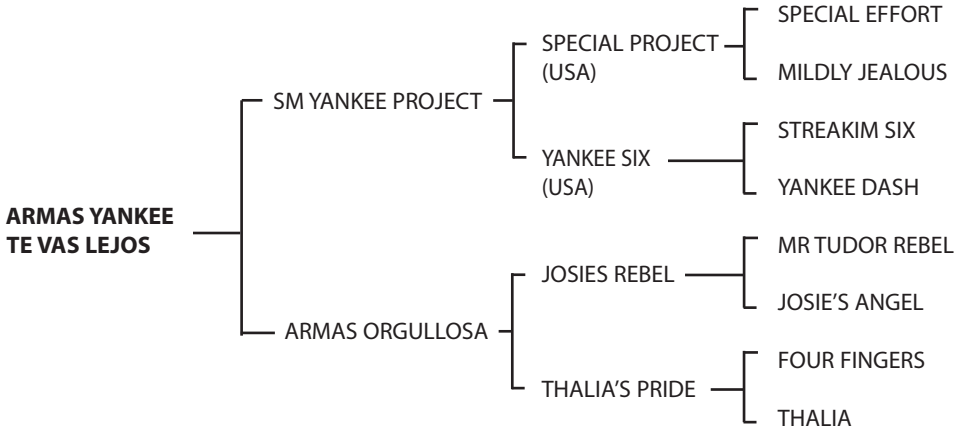 SPECIAL EFFORT
SPECIAL PROJECT
(USA)
MILDLY JEALOUS
SM YANKEE PROJECT
STREAKIM SIX
YANKEE SIX
(USA)
YANKEE DASH
ARMAS YANKEE
TE VAS LEJOS
MR TUDOR REBEL
JOSIES REBEL
JOSIE'S ANGEL
ARMAS ORGULLOSA
FOUR FINGERS
THALIA'S PRIDE
THALIA